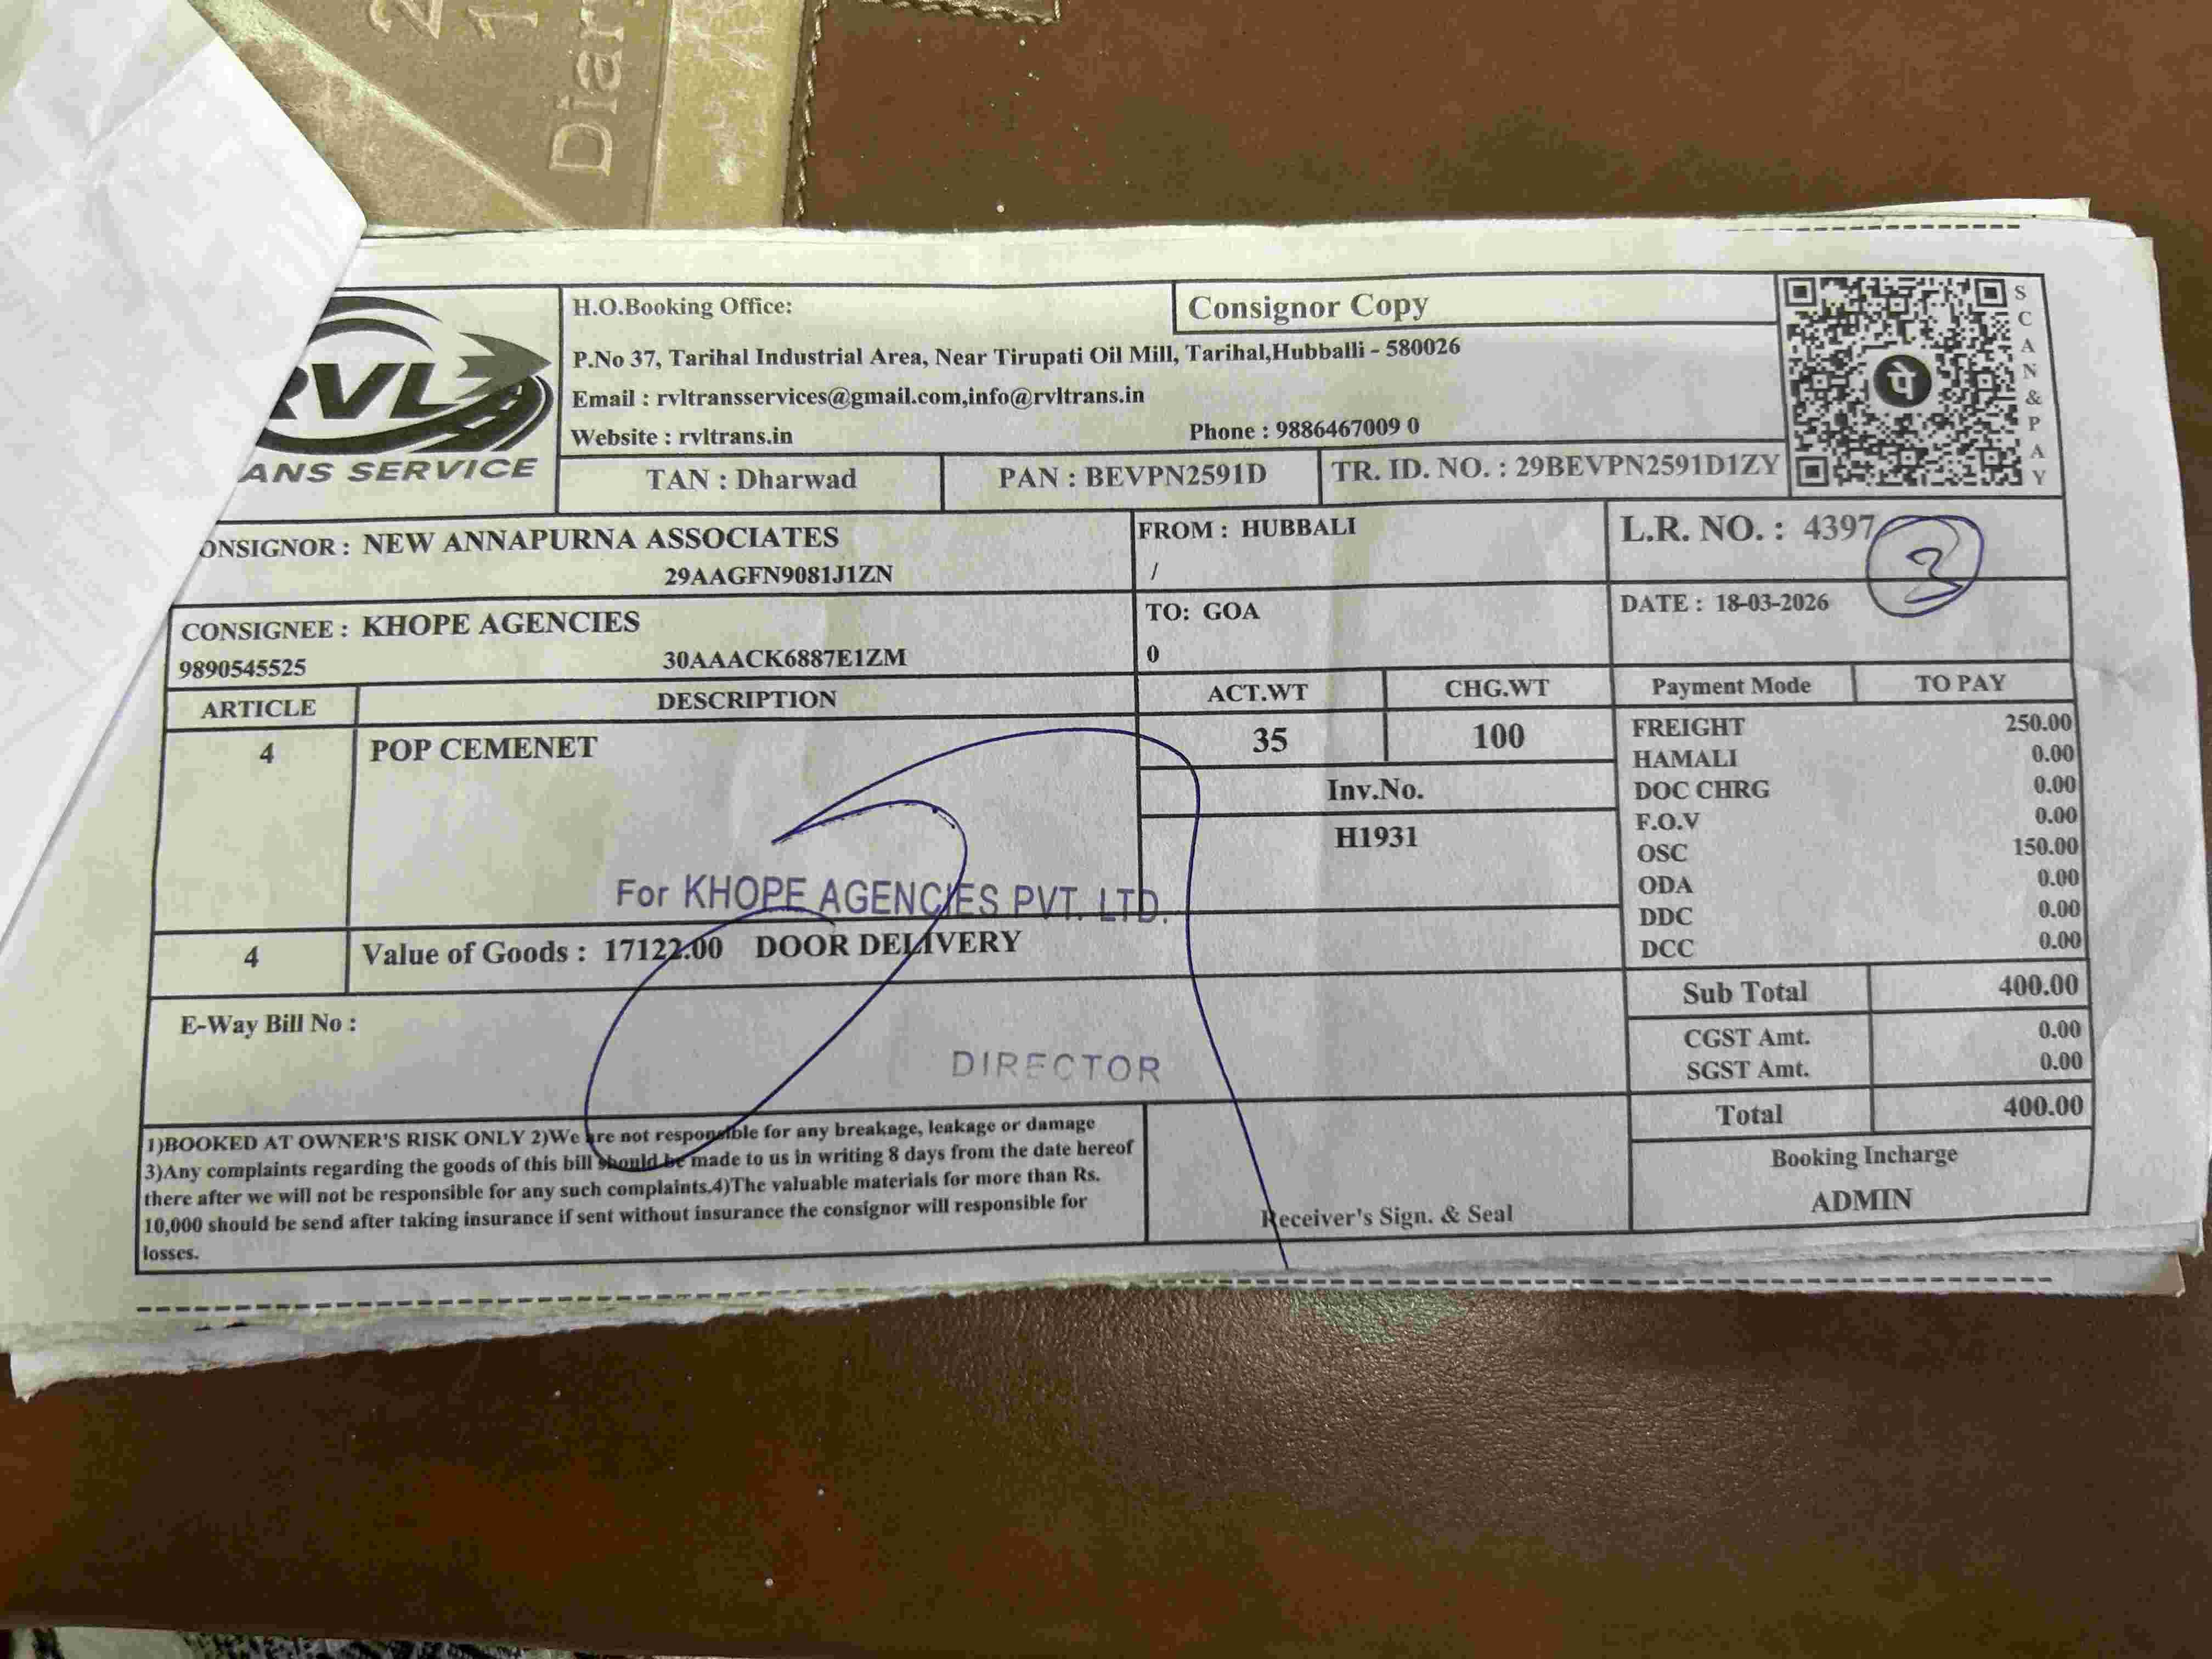 Diar
H.O.Booking Office:
Consignor Copy
P.No 37, Tarihal Industrial Area, Near Tirupati Oil Mill, Tarihal,Hubballi - 580026
Email : rvltransservices@gmail.com,info@rvltrans.in
Website : rvltrans.in Phone : 9886467009 0
RVL
ANS SERVICE
TAN : Dharwad PAN : BEVPN2591D TR. ID. NO. : 29BEVPN2591D1ZY
पे
SCAN&PAY
ONSIGNOR : NEW ANNAPURNA ASSOCIATES
29AAGFN9081J1ZN
FROM : HUBBALI
/
L.R. NO. : 4397
3
CONSIGNEE : KHOPE AGENCIES
9890545525 30AAACK6887E1ZM
TO: GOA
0
DATE : 18-03-2026
ARTICLE DESCRIPTION ACT.WT CHG.WT Payment Mode TO PAY
4 POP CEMENET 35 100
Inv.No.
H1931
FREIGHT 250.00
HAMALI 0.00
DOC CHRG 0.00
F.O.V 0.00
OSC 150.00
ODA 0.00
DDC 0.00
DCC 0.00
For KHOPE AGENCIES PVT. LTD.
4 Value of Goods : 17122.00 DOOR DELIVERY
Sub Total 400.00
E-Way Bill No :
CGST Amt. 0.00
SGST Amt. 0.00
DIRECTOR
Total 400.00
1)BOOKED AT OWNER'S RISK ONLY 2)We are not responsible for any breakage, leakage or damage
3)Any complaints regarding the goods of this bill should be made to us in writing 8 days from the date hereof
there after we will not be responsible for any such complaints.4)The valuable materials for more than Rs.
10,000 should be send after taking insurance if sent without insurance the consignor will responsible for
losses.
Receiver's Sign. & Seal
Booking Incharge
ADMIN